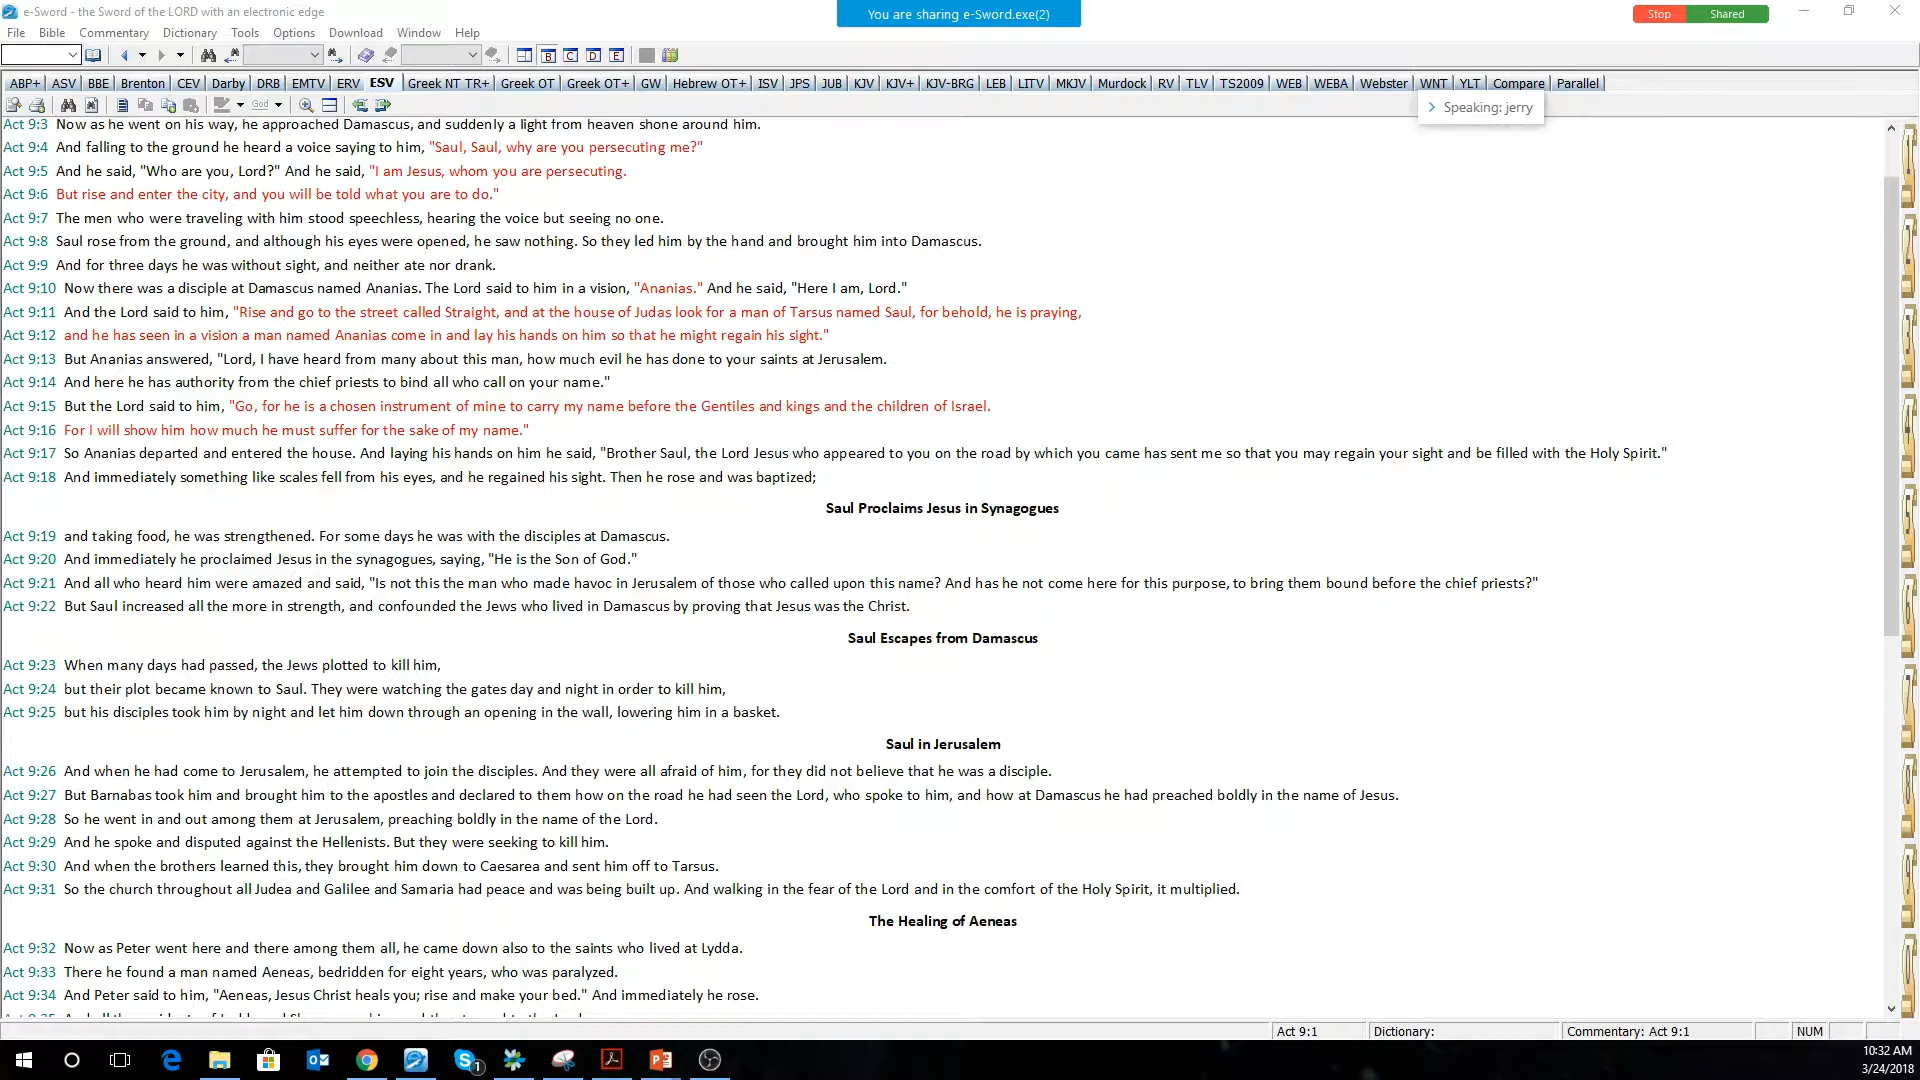 e-Sword - the Sword of the LORD with an electronic edge
You are sharing e-Sword.exe(2)
Stop Shared
File Bible Commentary Dictionary Tools Options Download Window Help
B C D E
ABP+ ASV BBE Brenton CEV Darby DRB EMTV ERV ESV Greek NT TR+ Greek OT Greek OT+ GW Hebrew OT+ ISV JPS JUB KJV KJV+ KJV-BRG LEB LITV MKJV Murdock RV TLV TS2009 WEB WEBA Webster WNT YLT Compare Parallel
God
Speaking: jerry
Act 9:3 Now as he went on his way, he approached Damascus, and suddenly a light from heaven shone around him.
Act 9:4 And falling to the ground he heard a voice saying to him, "Saul, Saul, why are you persecuting me?"
Act 9:5 And he said, "Who are you, Lord?" And he said, "I am Jesus, whom you are persecuting.
Act 9:6 But rise and enter the city, and you will be told what you are to do."
Act 9:7 The men who were traveling with him stood speechless, hearing the voice but seeing no one.
Act 9:8 Saul rose from the ground, and although his eyes were opened, he saw nothing. So they led him by the hand and brought him into Damascus.
Act 9:9 And for three days he was without sight, and neither ate nor drank.
Act 9:10 Now there was a disciple at Damascus named Ananias. The Lord said to him in a vision, "Ananias." And he said, "Here I am, Lord."
Act 9:11 And the Lord said to him, "Rise and go to the street called Straight, and at the house of Judas look for a man of Tarsus named Saul, for behold, he is praying,
Act 9:12 and he has seen in a vision a man named Ananias come in and lay his hands on him so that he might regain his sight."
Act 9:13 But Ananias answered, "Lord, I have heard from many about this man, how much evil he has done to your saints at Jerusalem.
Act 9:14 And here he has authority from the chief priests to bind all who call on your name."
Act 9:15 But the Lord said to him, "Go, for he is a chosen instrument of mine to carry my name before the Gentiles and kings and the children of Israel.
Act 9:16 For I will show him how much he must suffer for the sake of my name."
Act 9:17 So Ananias departed and entered the house. And laying his hands on him he said, "Brother Saul, the Lord Jesus who appeared to you on the road by which you came has sent me so that you may regain your sight and be filled with the Holy Spirit."
Act 9:18 And immediately something like scales fell from his eyes, and he regained his sight. Then he rose and was baptized;
Saul Proclaims Jesus in Synagogues
Act 9:19 and taking food, he was strengthened. For some days he was with the disciples at Damascus.
Act 9:20 And immediately he proclaimed Jesus in the synagogues, saying, "He is the Son of God."
Act 9:21 And all who heard him were amazed and said, "Is not this the man who made havoc in Jerusalem of those who called upon this name? And has he not come here for this purpose, to bring them bound before the chief priests?"
Act 9:22 But Saul increased all the more in strength, and confounded the Jews who lived in Damascus by proving that Jesus was the Christ.
Saul Escapes from Damascus
Act 9:23 When many days had passed, the Jews plotted to kill him,
Act 9:24 but their plot became known to Saul. They were watching the gates day and night in order to kill him,
Act 9:25 but his disciples took him by night and let him down through an opening in the wall, lowering him in a basket.
Saul in Jerusalem
Act 9:26 And when he had come to Jerusalem, he attempted to join the disciples. And they were all afraid of him, for they did not believe that he was a disciple.
Act 9:27 But Barnabas took him and brought him to the apostles and declared to them how on the road he had seen the Lord, who spoke to him, and how at Damascus he had preached boldly in the name of Jesus.
Act 9:28 So he went in and out among them at Jerusalem, preaching boldly in the name of the Lord.
Act 9:29 And he spoke and disputed against the Hellenists. But they were seeking to kill him.
Act 9:30 And when the brothers learned this, they brought him down to Caesarea and sent him off to Tarsus.
Act 9:31 So the church throughout all Judea and Galilee and Samaria had peace and was being built up. And walking in the fear of the Lord and in the comfort of the Holy Spirit, it multiplied.
The Healing of Aeneas
Act 9:32 Now as Peter went here and there among them all, he came down also to the saints who lived at Lydda.
Act 9:33 There he found a man named Aeneas, bedridden for eight years, who was paralyzed.
Act 9:34 And Peter said to him, "Aeneas, Jesus Christ heals you; rise and make your bed." And immediately he rose.
Act 9:1 Dictionary: Commentary: Act 9:1 NUM
10:32 AM
3/24/2018